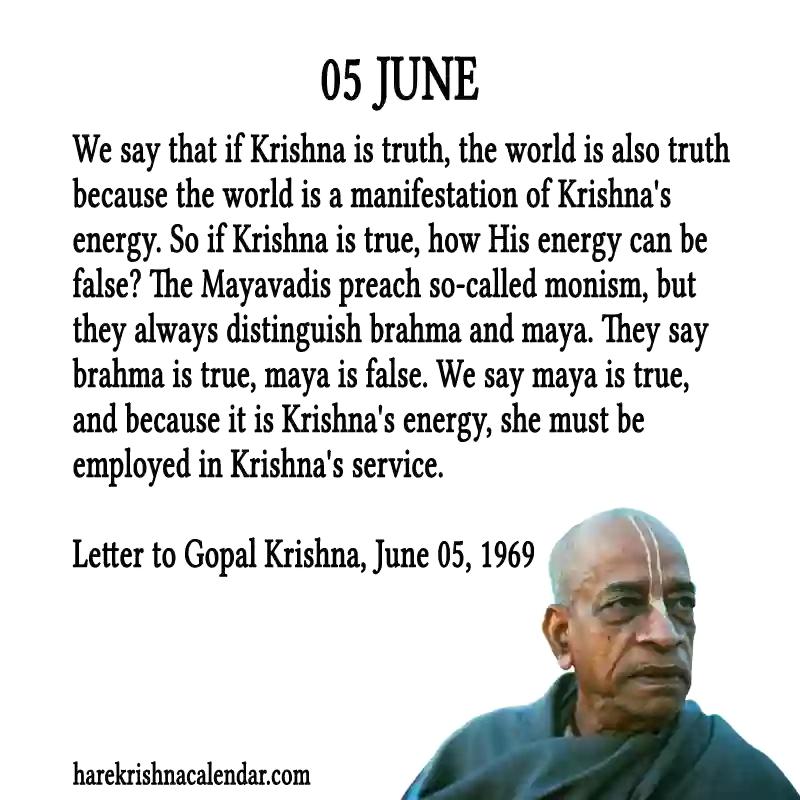 05 JUNE
We say that if Krishna is truth, the world is also truth
because the world is a manifestation of Krishna's
energy. So if Krishna is true, how His energy can be
false? The Mayavadis preach so-called monism, but
they always distinguish brahma and maya. They say
brahma is true, maya is false. We say maya is true,
and because it is Krishna's energy, she must be
employed in Krishna's service.
Letter to Gopal Krishna, June 05, 1969
harekrishnacalendar.com